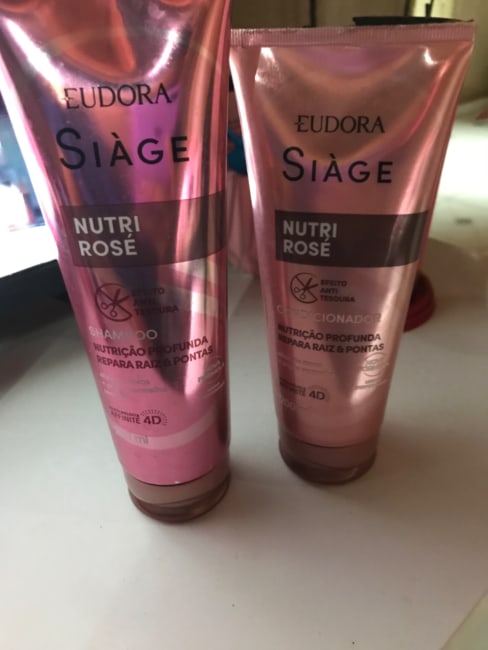 EUDORA
SIÀGE
NUTRI
ROSÉ
EFEITO
ANTI
TESOURA
SHAMPOO
NUTRIÇÃO PROFUNDA
REPARA RAIZ & PONTAS
4D
EUDORA
SIÀGE
NUTRI
ROSÉ
EFEITO
ANTI
TESOURA
CONDICIONADOR
NUTRIÇÃO PROFUNDA
REPARA RAIZ & PONTAS
4D